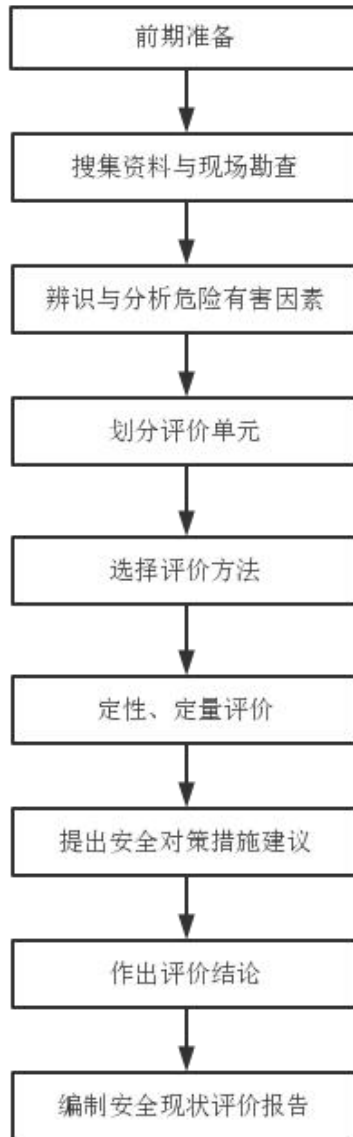 前期准备
搜集资料与现场勘查
辨识与分析危险有害因素
划分评价单元
选择评价方法
定性、定量评价
提出安全对策措施建议
作出评价结论
编制安全现状评价报告